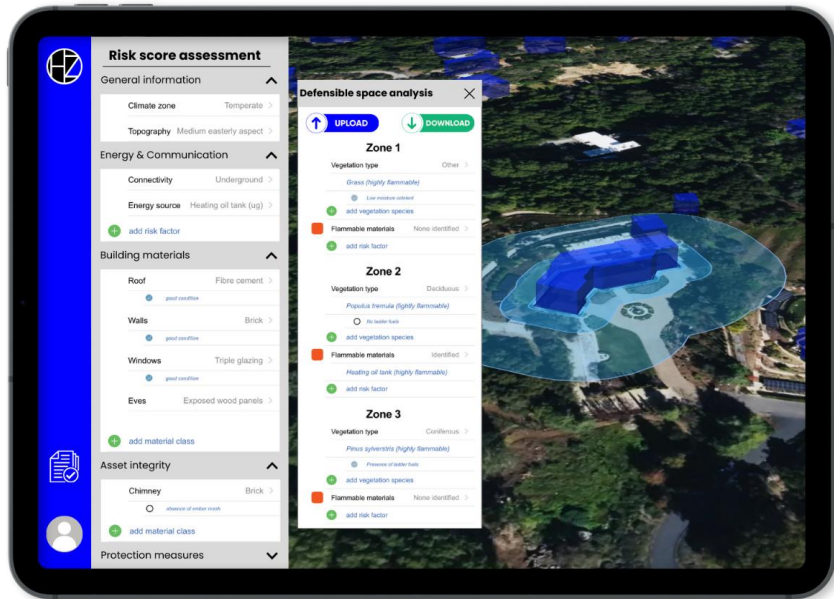 HZ
Risk score assessment
General information
Climate zone Temperate
Topography Medium easterly aspect
Energy & Communication
Connectivity Underground
Energy source Heating oil tank (ug)
add risk factor
Building materials
Roof Fibre cement
good condition
Walls Brick
good condition
Windows Triple glazing
good condition
Eves Exposed wood panels
add material class
Asset integrity
Chimney Brick
absence of ember mesh
add material class
Protection measures
Defensible space analysis
UPLOAD DOWNLOAD
Zone 1
Vegetation type Other
Grass (highly flammable)
Low moisture content
add vegetation species
Flammable materials None identified
add risk factor
Zone 2
Vegetation type Deciduous
Populus tremula (lightly flammable)
No ladder fuels
add vegetation species
Flammable materials Identified
Heating oil tank (highly flammable)
add risk factor
Zone 3
Vegetation type Coniferous
Pinus sylverstris (highly flammable)
Presence of ladder fuels
add vegetation species
Flammable materials None identified
add risk factor